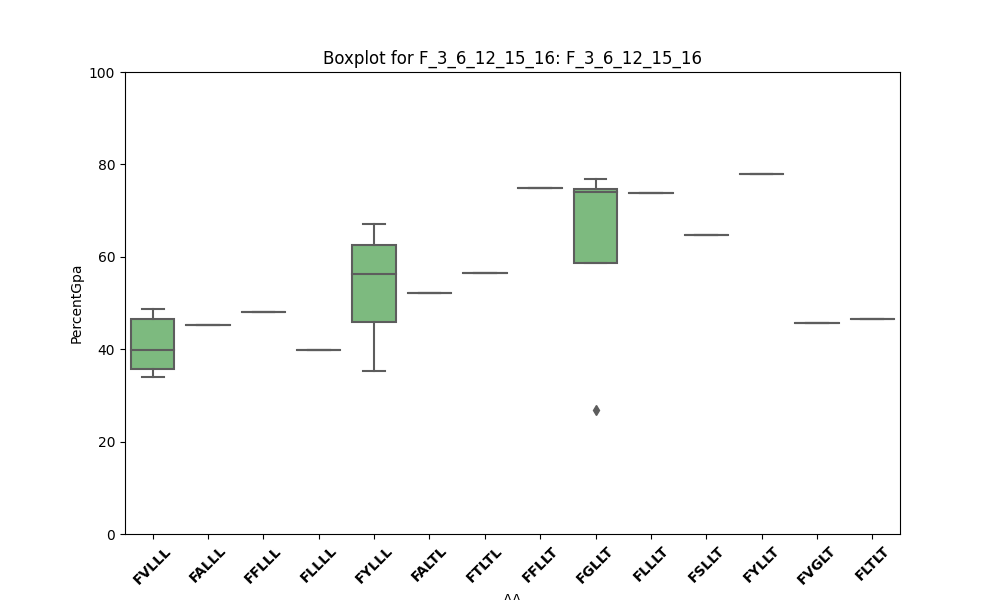 Boxplot for F_3_6_12_15_16: F_3_6_12_15_16
PercentGpa
100
80
60
40
20
0
FVLLL
FALLL
FFLLL
FLLLL
FYLLL
FALTL
FTLTL
FFLLT
FGLLT
FLLLT
FSLLT
FYLLT
FVGLT
FLTLT
AA